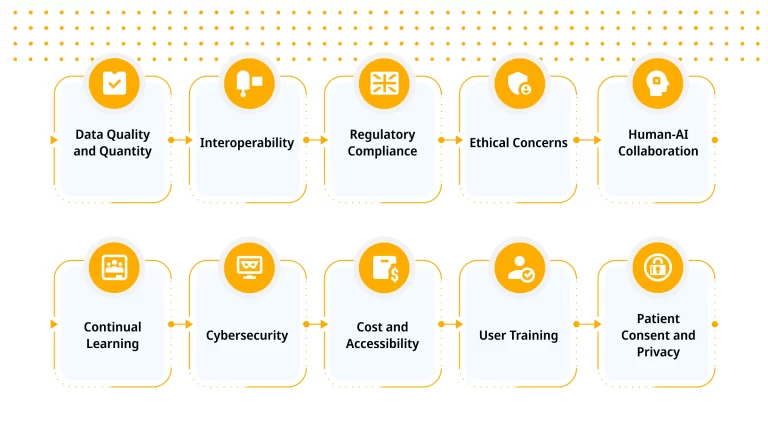 Data Quality
and Quantity
Interoperability
Regulatory
Compliance
Ethical Concerns
Human-AI
Collaboration
Continual
Learning
Cybersecurity
Cost and
Accessibility
User Training
Patient
Consent and
Privacy